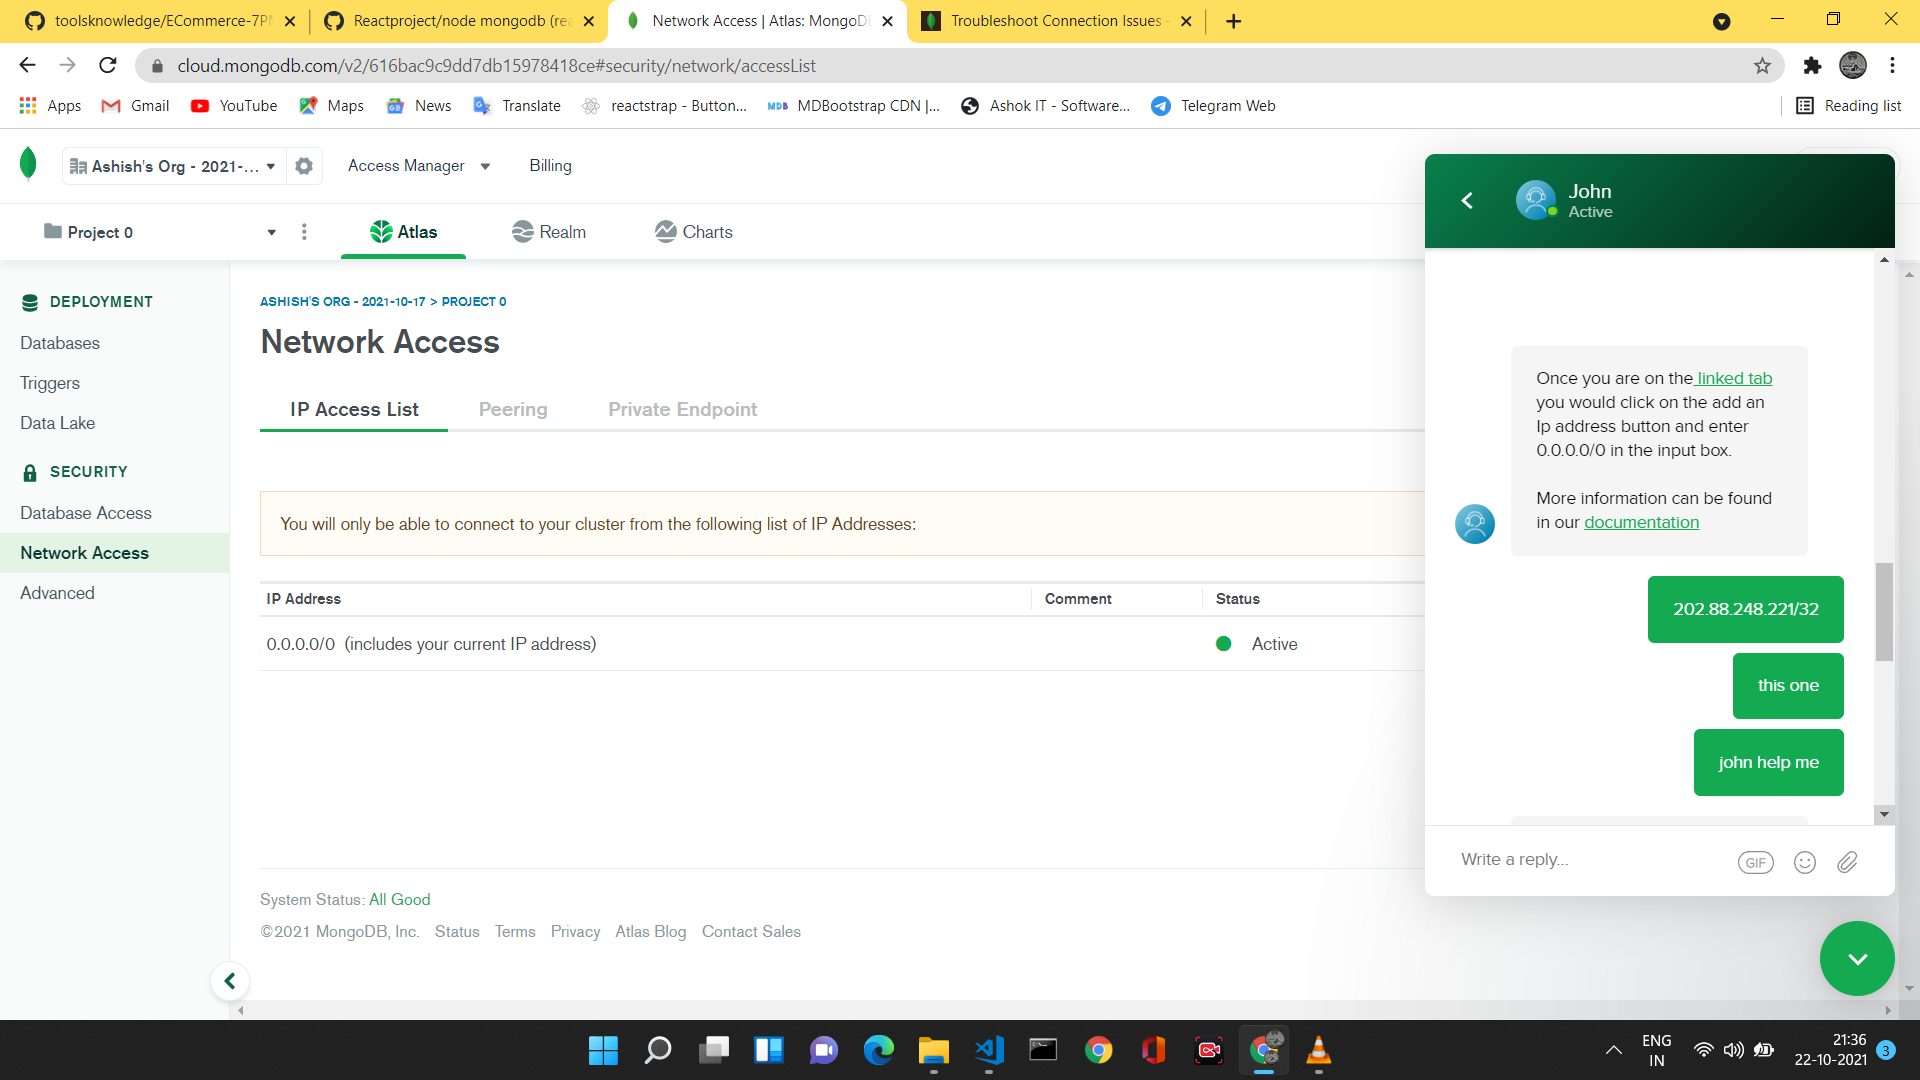 toolsknowledge/ECommerce-7PM
Reactproject/node mongodb (rea
Network Access | Atlas: MongoDB
Troubleshoot Connection Issues -
cloud.mongodb.com/v2/616bac9c9dd7db15978418ce#security/network/accessList
Apps
Gmail
YouTube
Maps
News
Translate
reactstrap - Button...
MDB
MDBootstrap CDN |...
Ashok IT - Software...
Telegram Web
Reading list
Ashish's Org - 2021-...
Access Manager
Billing
Project 0
Atlas
Realm
Charts
DEPLOYMENT
Databases
Triggers
Data Lake
SECURITY
Database Access
Network Access
Advanced
ASHISH'S ORG - 2021-10-17 > PROJECT 0
Network Access
IP Access List
Peering
Private Endpoint
You will only be able to connect to your cluster from the following list of IP Addresses:
IP Address
Comment
Status
0.0.0.0/0 (includes your current IP address)
Active
System Status: All Good
©2021 MongoDB, Inc.
Status
Terms
Privacy
Atlas Blog
Contact Sales
John
Active
Once you are on the linked tab
you would click on the add an
Ip address button and enter
0.0.0.0/0 in the input box.
More information can be found
in our documentation
202.88.248.221/32
this one
john help me
Write a reply...
GIF
ENG
IN
21:36
22-10-2021
3